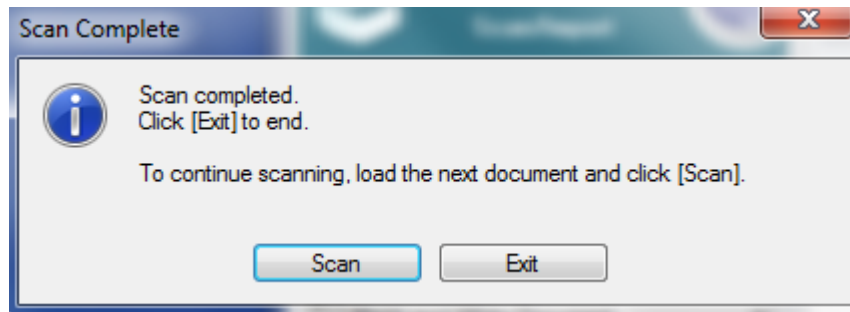 Scan Complete
Scan completed.
Click [Exit] to end.
To continue scanning, load the next document and click [Scan].
Scan
Exit